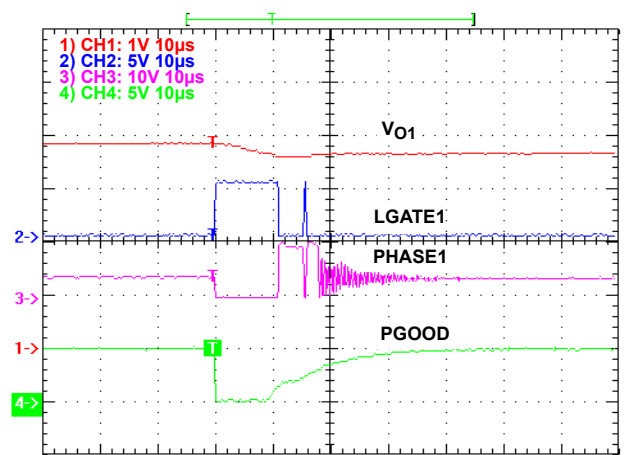 T
1) CH1: 1V 10µs
2) CH2: 5V 10µs
3) CH3: 10V 10µs
4) CH4: 5V 10µs
VO1
T
LGATE1
T
2->
PHASE1
T
3->
PGOOD
1->
T
4->